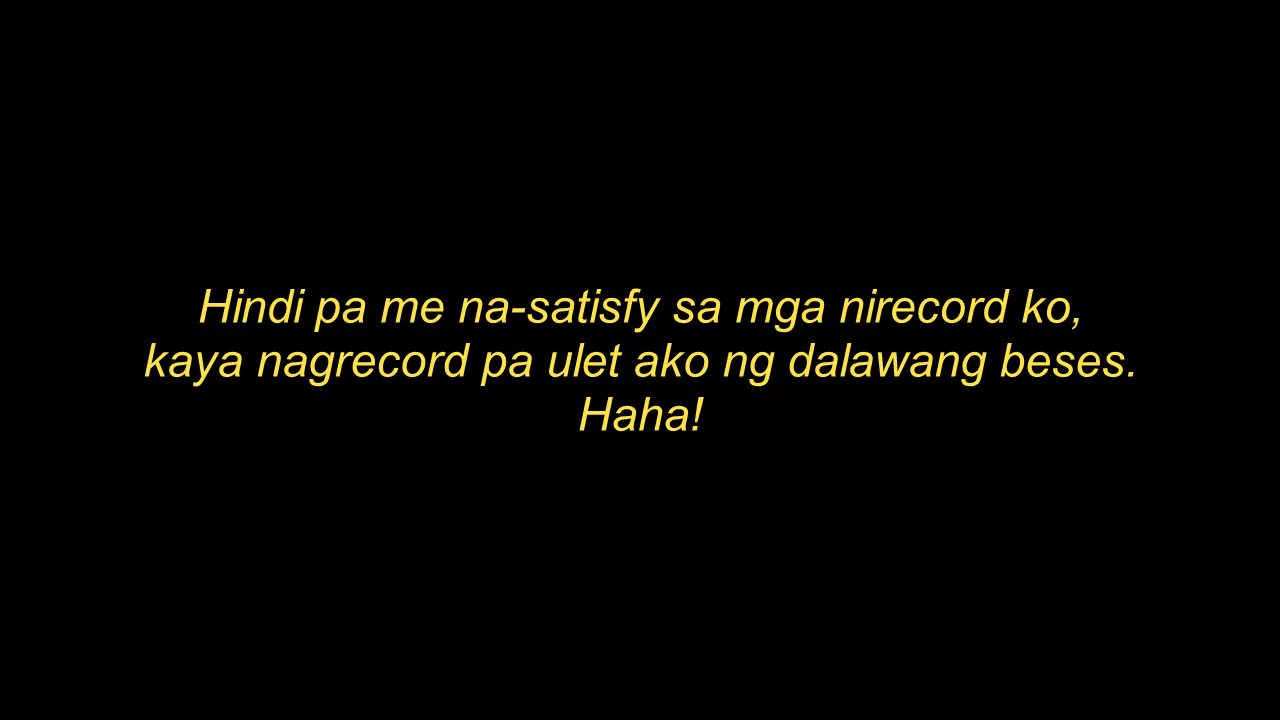 Hindi pa me na-satisfy sa mga nirecord ko,
kaya nagrecord pa ulet ako ng dalawang beses.
Haha!